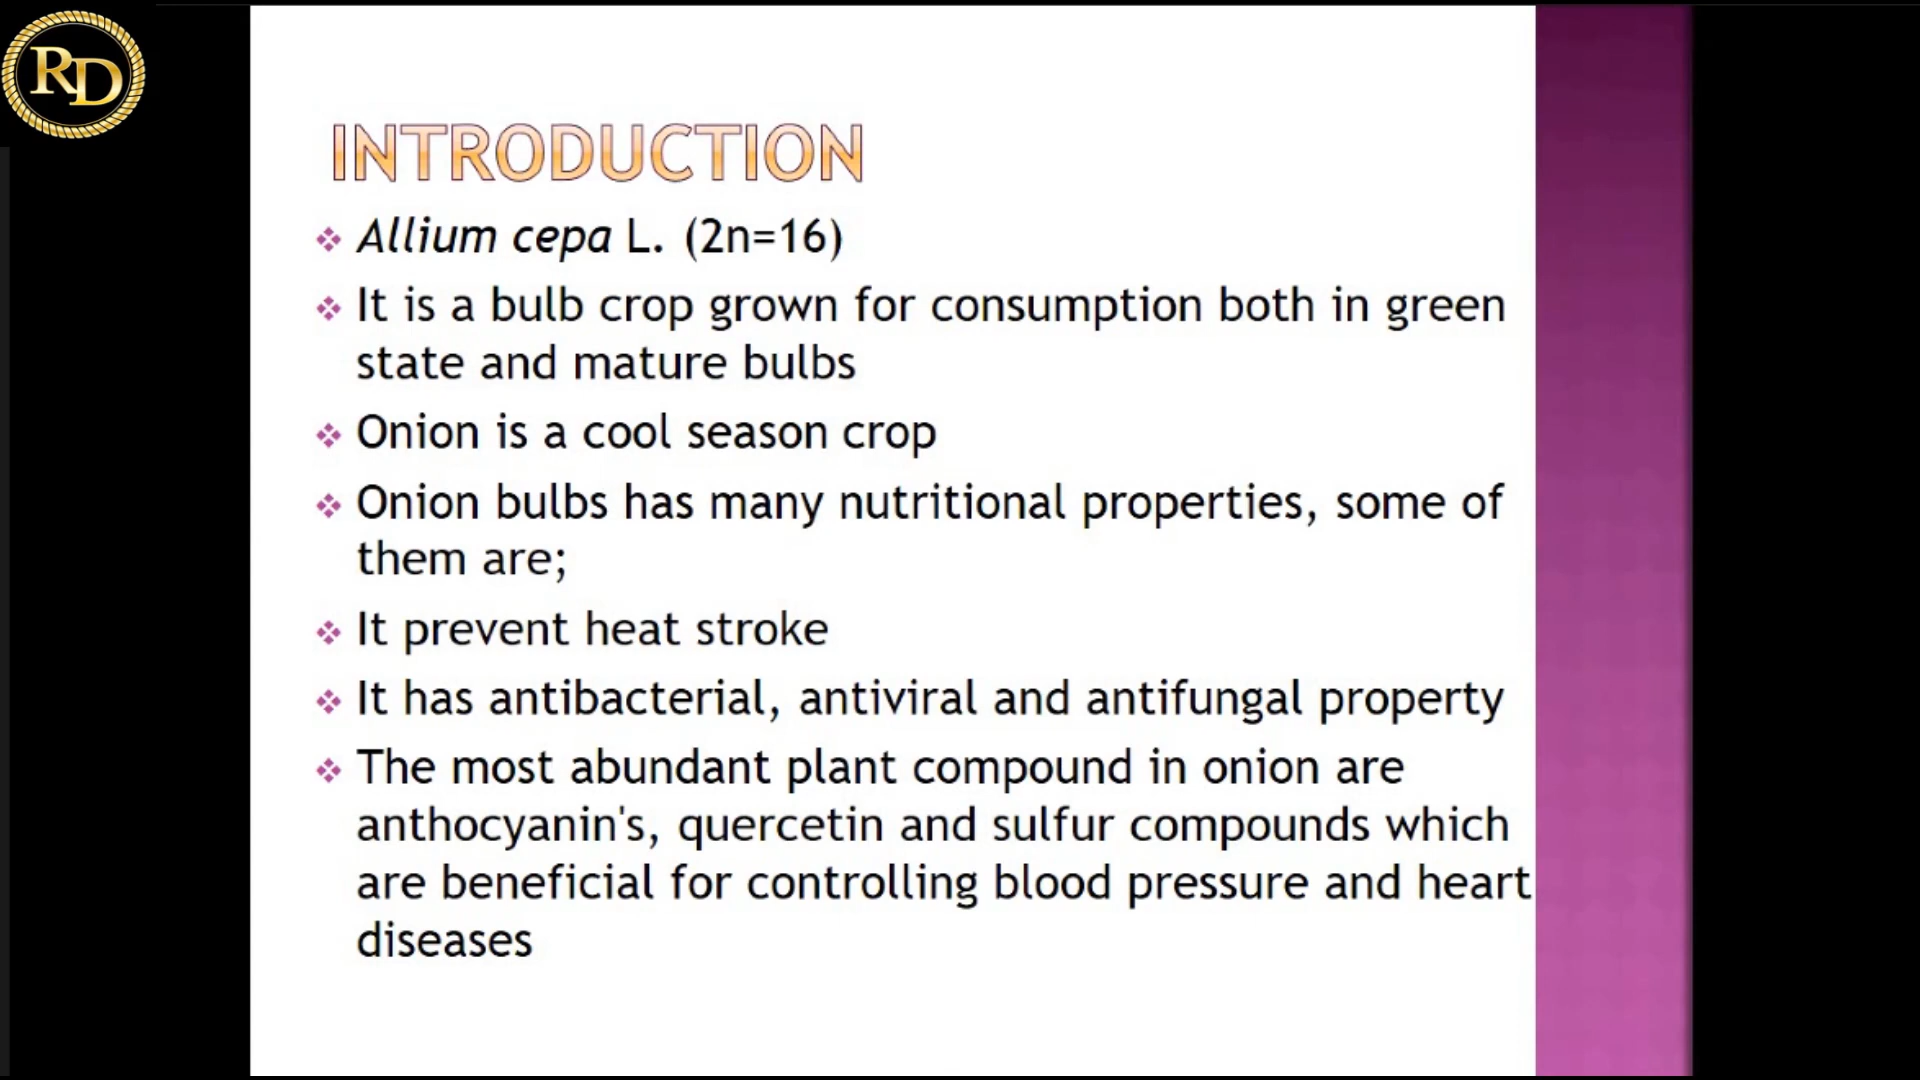 RD
INTRODUCTION
Allium cepa L. (2n=16)
It is a bulb crop grown for consumption both in green
state and mature bulbs
Onion is a cool season crop
Onion bulbs has many nutritional properties, some of
them are;
It prevent heat stroke
It has antibacterial, antiviral and antifungal property
The most abundant plant compound in onion are
anthocyanin's, quercetin and sulfur compounds which
are beneficial for controlling blood pressure and heart
diseases